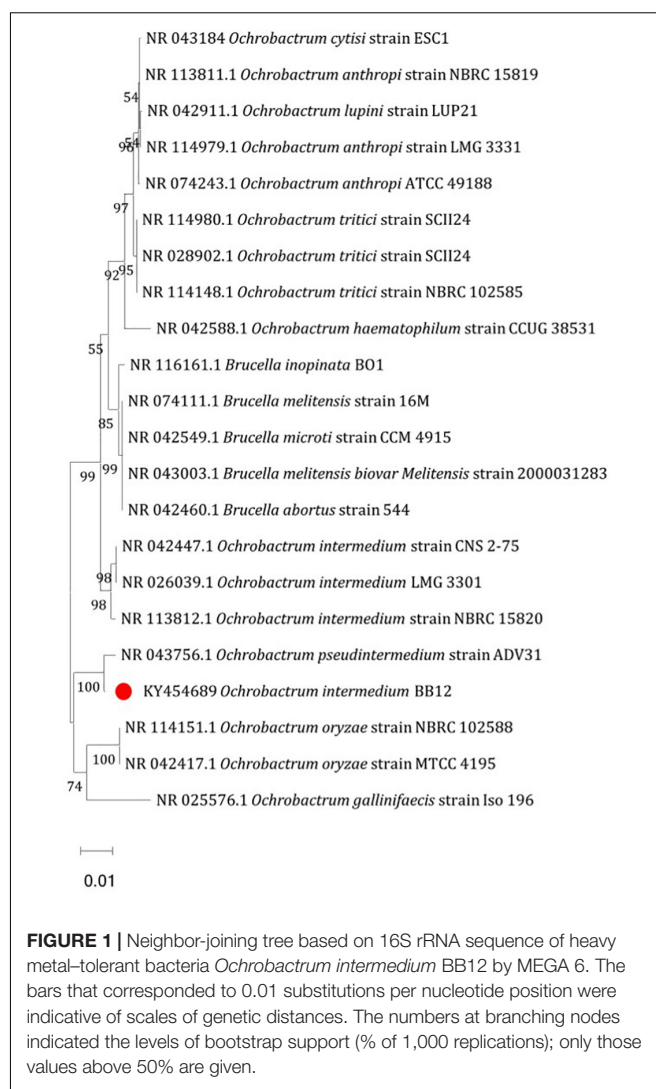 NR 043184 Ochrobactrum cytisi strain ESC1
NR 113811.1 Ochrobactrum anthropi strain NBRC 15819
54
NR 042911.1 Ochrobactrum lupini strain LUP21
54
96
NR 114979.1 Ochrobactrum anthropi strain LMG 3331
NR 074243.1 Ochrobactrum anthropi ATCC 49188
97
NR 114980.1 Ochrobactrum tritici strain SCII24
NR 028902.1 Ochrobactrum tritici strain SCII24
92
95
NR 114148.1 Ochrobactrum tritici strain NBRC 102585
NR 042588.1 Ochrobactrum haematophilum strain CCUG 38531
55
NR 116161.1 Brucella inopinata BO1
NR 074111.1 Brucella melitensis strain 16M
85
NR 042549.1 Brucella microti strain CCM 4915
99
99
NR 043003.1 Brucella melitensis biovar Melitensis strain 2000031283
NR 042460.1 Brucella abortus strain 544
NR 042447.1 Ochrobactrum intermedium strain CNS 2-75
98
NR 026039.1 Ochrobactrum intermedium LMG 3301
98
NR 113812.1 Ochrobactrum intermedium strain NBRC 15820
NR 043756.1 Ochrobactrum pseudintermedium strain ADV31
100
KY454689 Ochrobactrum intermedium BB12
NR 114151.1 Ochrobactrum oryzae strain NBRC 102588
100
NR 042417.1 Ochrobactrum oryzae strain MTCC 4195
74
NR 025576.1 Ochrobactrum gallinifaecis strain Iso 196
0.01
FIGURE 1 | Neighbor-joining tree based on 16S rRNA sequence of heavy
metal–tolerant bacteria Ochrobactrum intermedium BB12 by MEGA 6. The
bars that corresponded to 0.01 substitutions per nucleotide position were
indicative of scales of genetic distances. The numbers at branching nodes
indicated the levels of bootstrap support (% of 1,000 replications); only those
values above 50% are given.